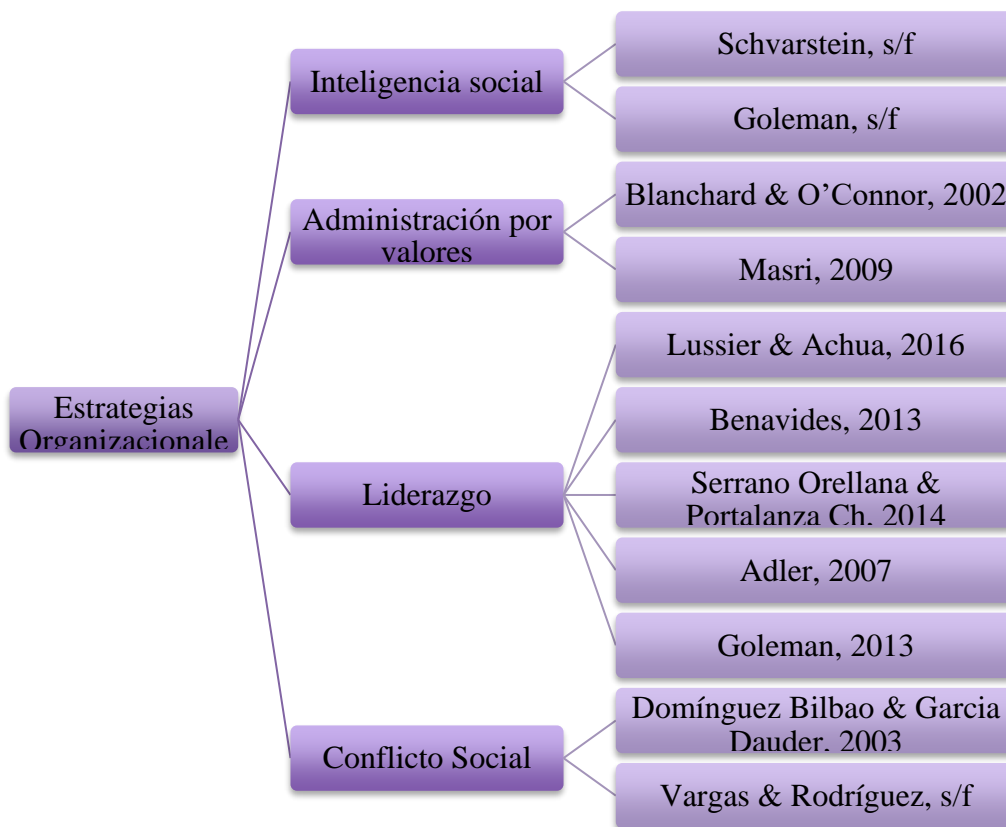 Schvarstein, s/f
Inteligencia social
Goleman, s/f
Blanchard & O’Connor, 2002
Administración por
valores
Masri, 2009
Lussier & Achua, 2016
Benavides, 2013
Estrategias
Organizacionale
Liderazgo
Serrano Orellana &
Portalanza Ch, 2014
Adler, 2007
Goleman, 2013
Domínguez Bilbao & Garcia
Dauder, 2003
Conflicto Social
Vargas & Rodríguez, s/f